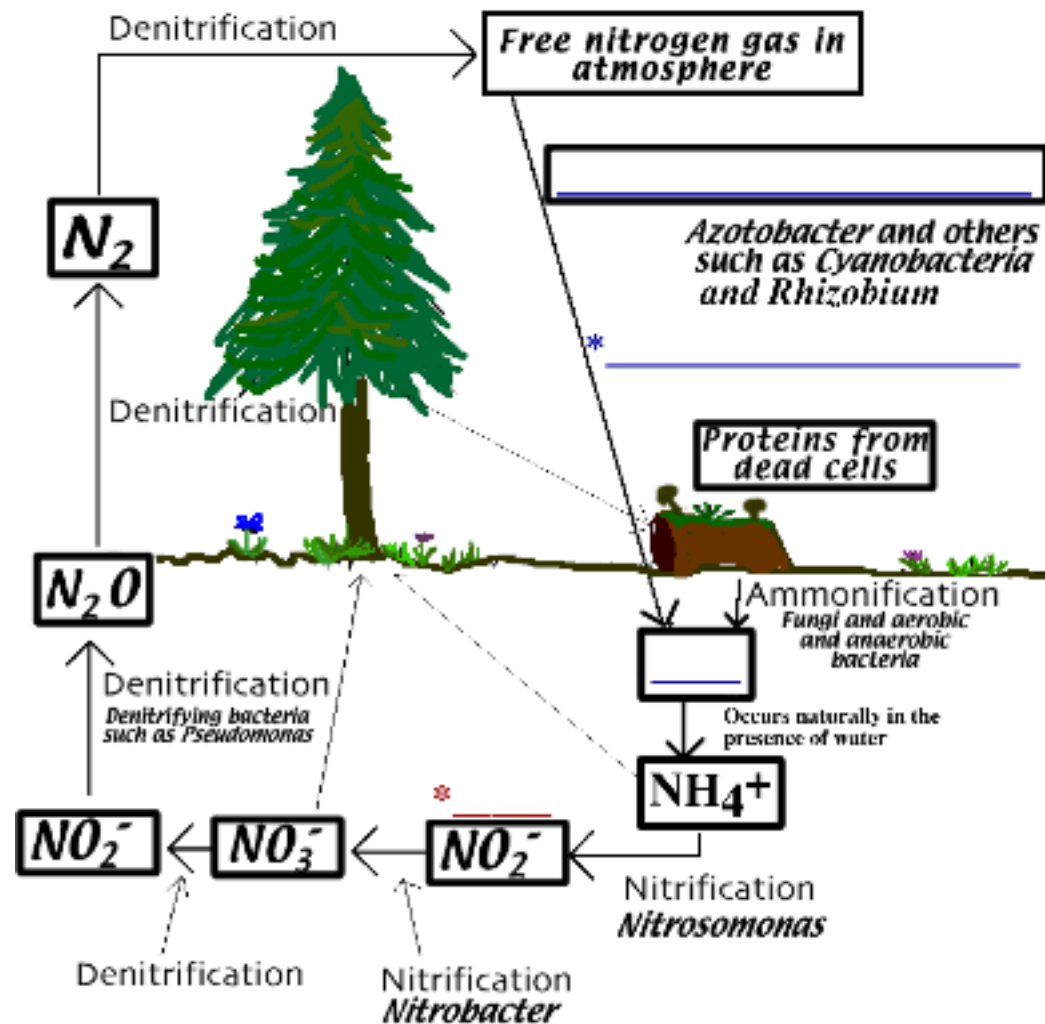 Denitrification
Free nitrogen gas in
atmosphere
N₂
Azotobacter and others
such as Cyanobacteria
and Rhizobium
*
Denitrification
Proteins from
dead cells
N₂O
Ammonification
Fungi and aerobic
and anaerobic
bacteria
Denitrification
Denitrifying bacteria
such as Pseudomonas
Occurs naturally in the
presence of water
NH₄+
*
NO₂⁻
NO₃⁻
NO₂⁻
Nitrification
Nitrosomonas
Denitrification
Nitrification
Nitrobacter